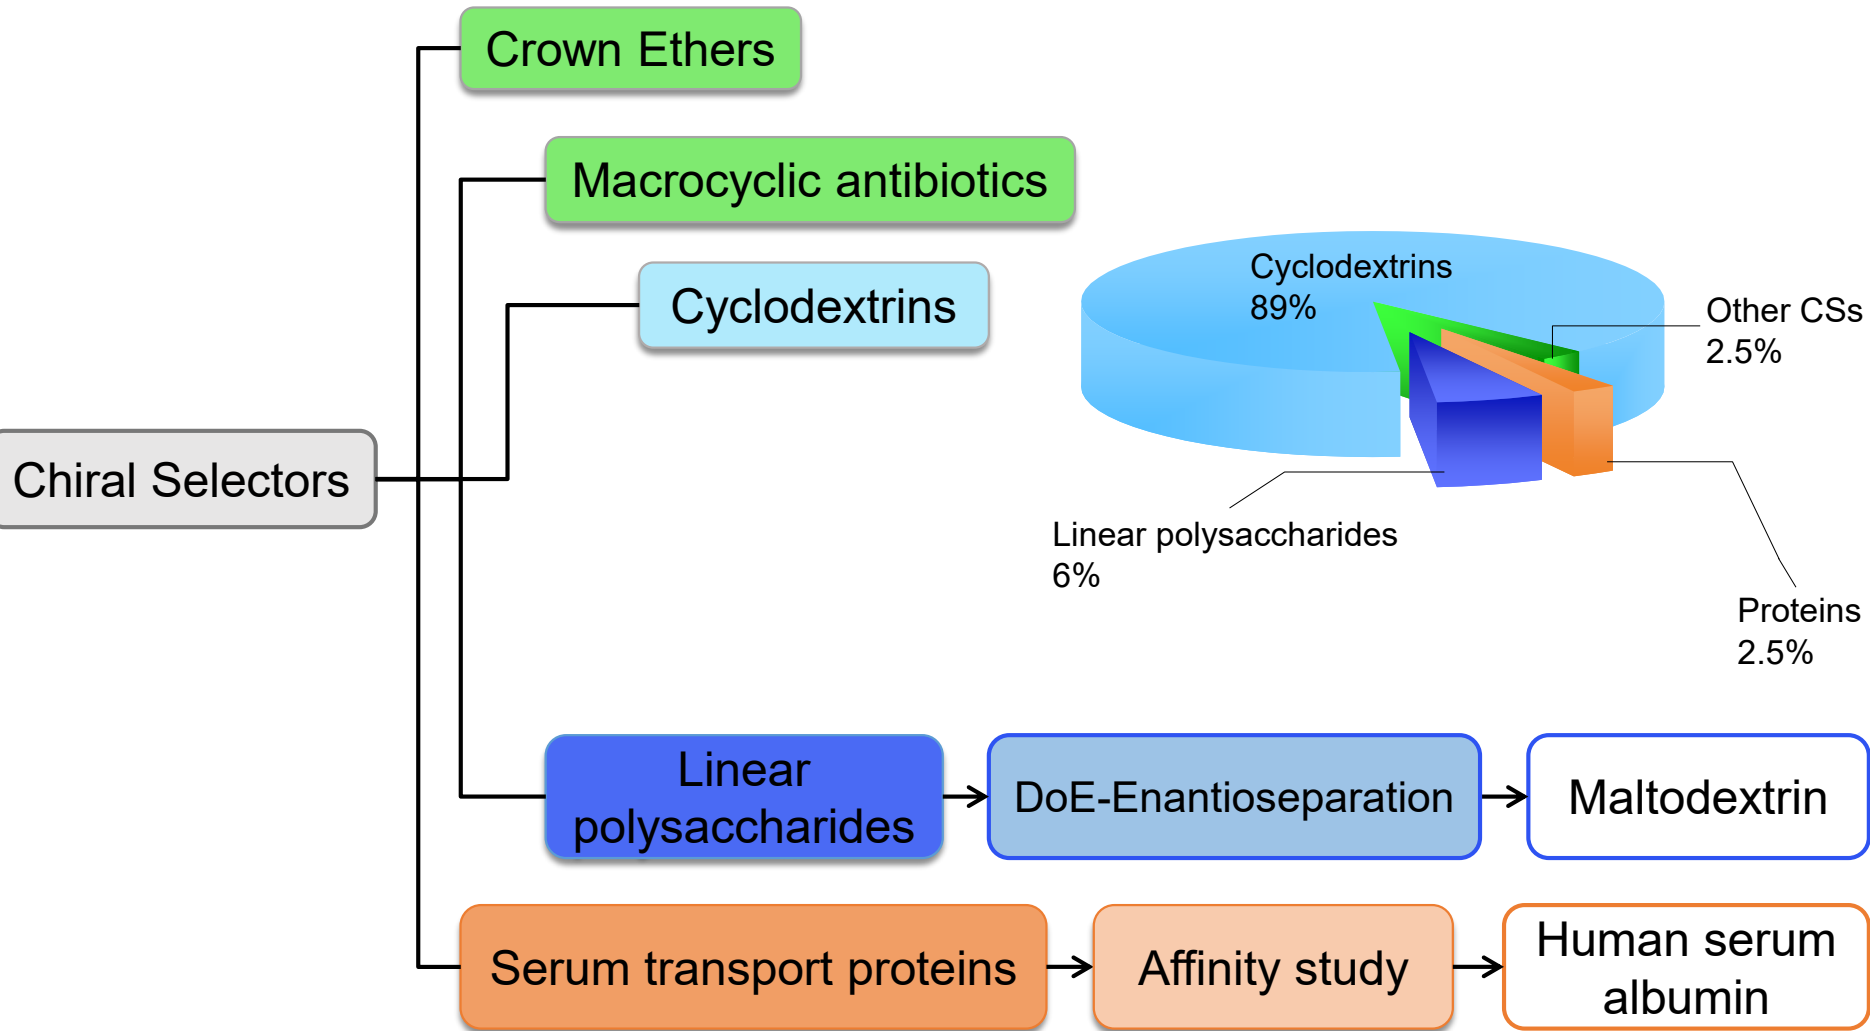 Crown Ethers
Macrocyclic antibiotics
Cyclodextrins
Chiral Selectors
Cyclodextrins
89%
Other CSs
2.5%
Linear polysaccharides
6%
Proteins
2.5%
Linear
polysaccharides
DoE-Enantioseparation
Maltodextrin
Serum transport proteins
Affinity study
Human serum
albumin